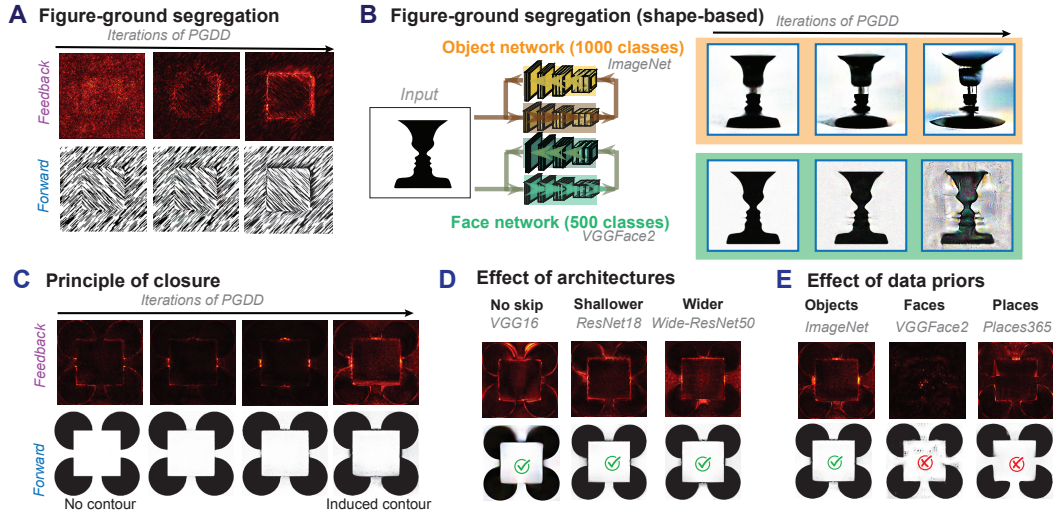 A Figure-ground segregation
Iterations of PGDD
Feedback
Forward
B Figure-ground segregation (shape-based)
Iterations of PGDD
Object network (1000 classes)
ImageNet
Input
Face network (500 classes)
VGGFace2
C Principle of closure
Iterations of PGDD
Feedback
Forward
No contour
Induced contour
D Effect of architectures
No skip Shallower Wider
VGG16 ResNet18 Wide-ResNet50
E Effect of data priors
Objects Faces Places
ImageNet VGGFace2 Places365